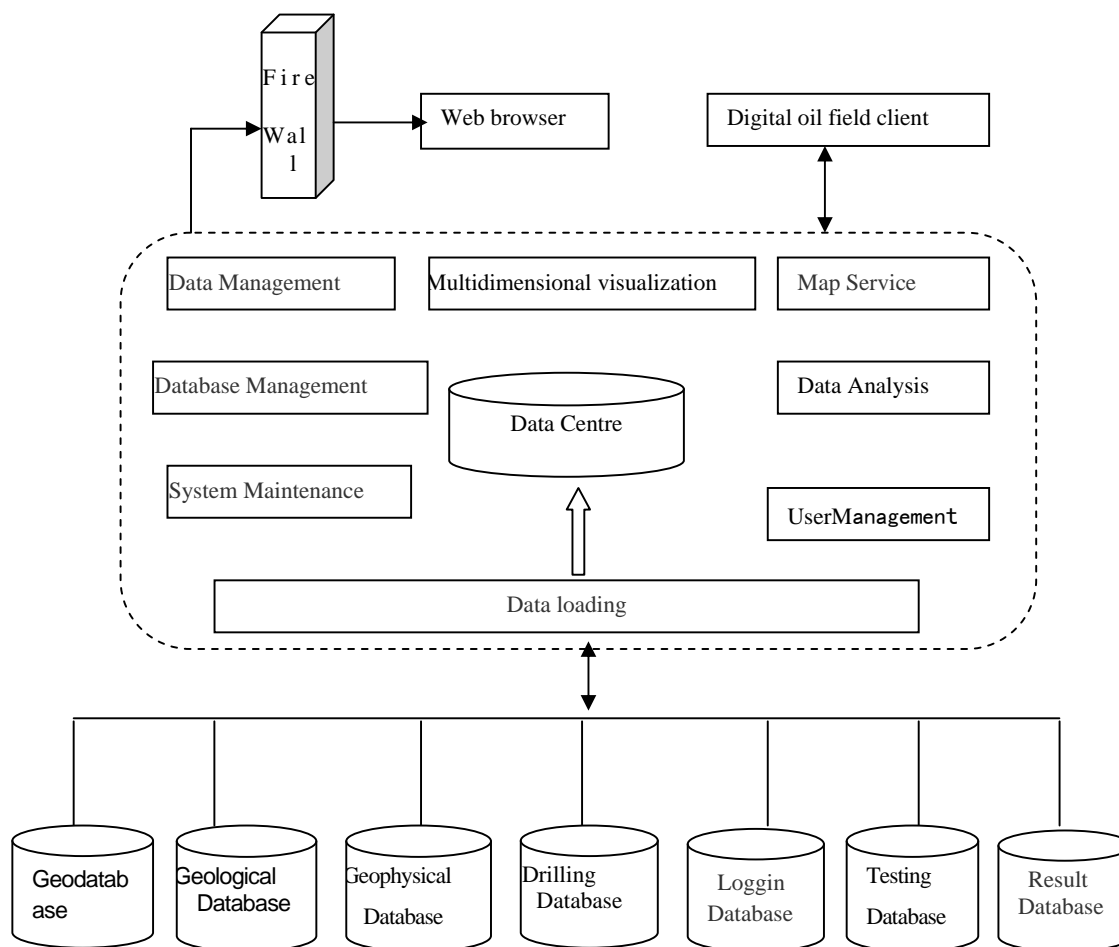 Fire
Wal
l
Web browser
Digital oil field client
Data Management
Multidimensional visualization
Map Service
Database Management
Data Centre
Data Analysis
System Maintenance
UserManagement
Data loading
Geodatab
ase
Geological
Database
Geophysical
Database
Drilling
Database
Loggin
Database
Testing
Database
Result
Database